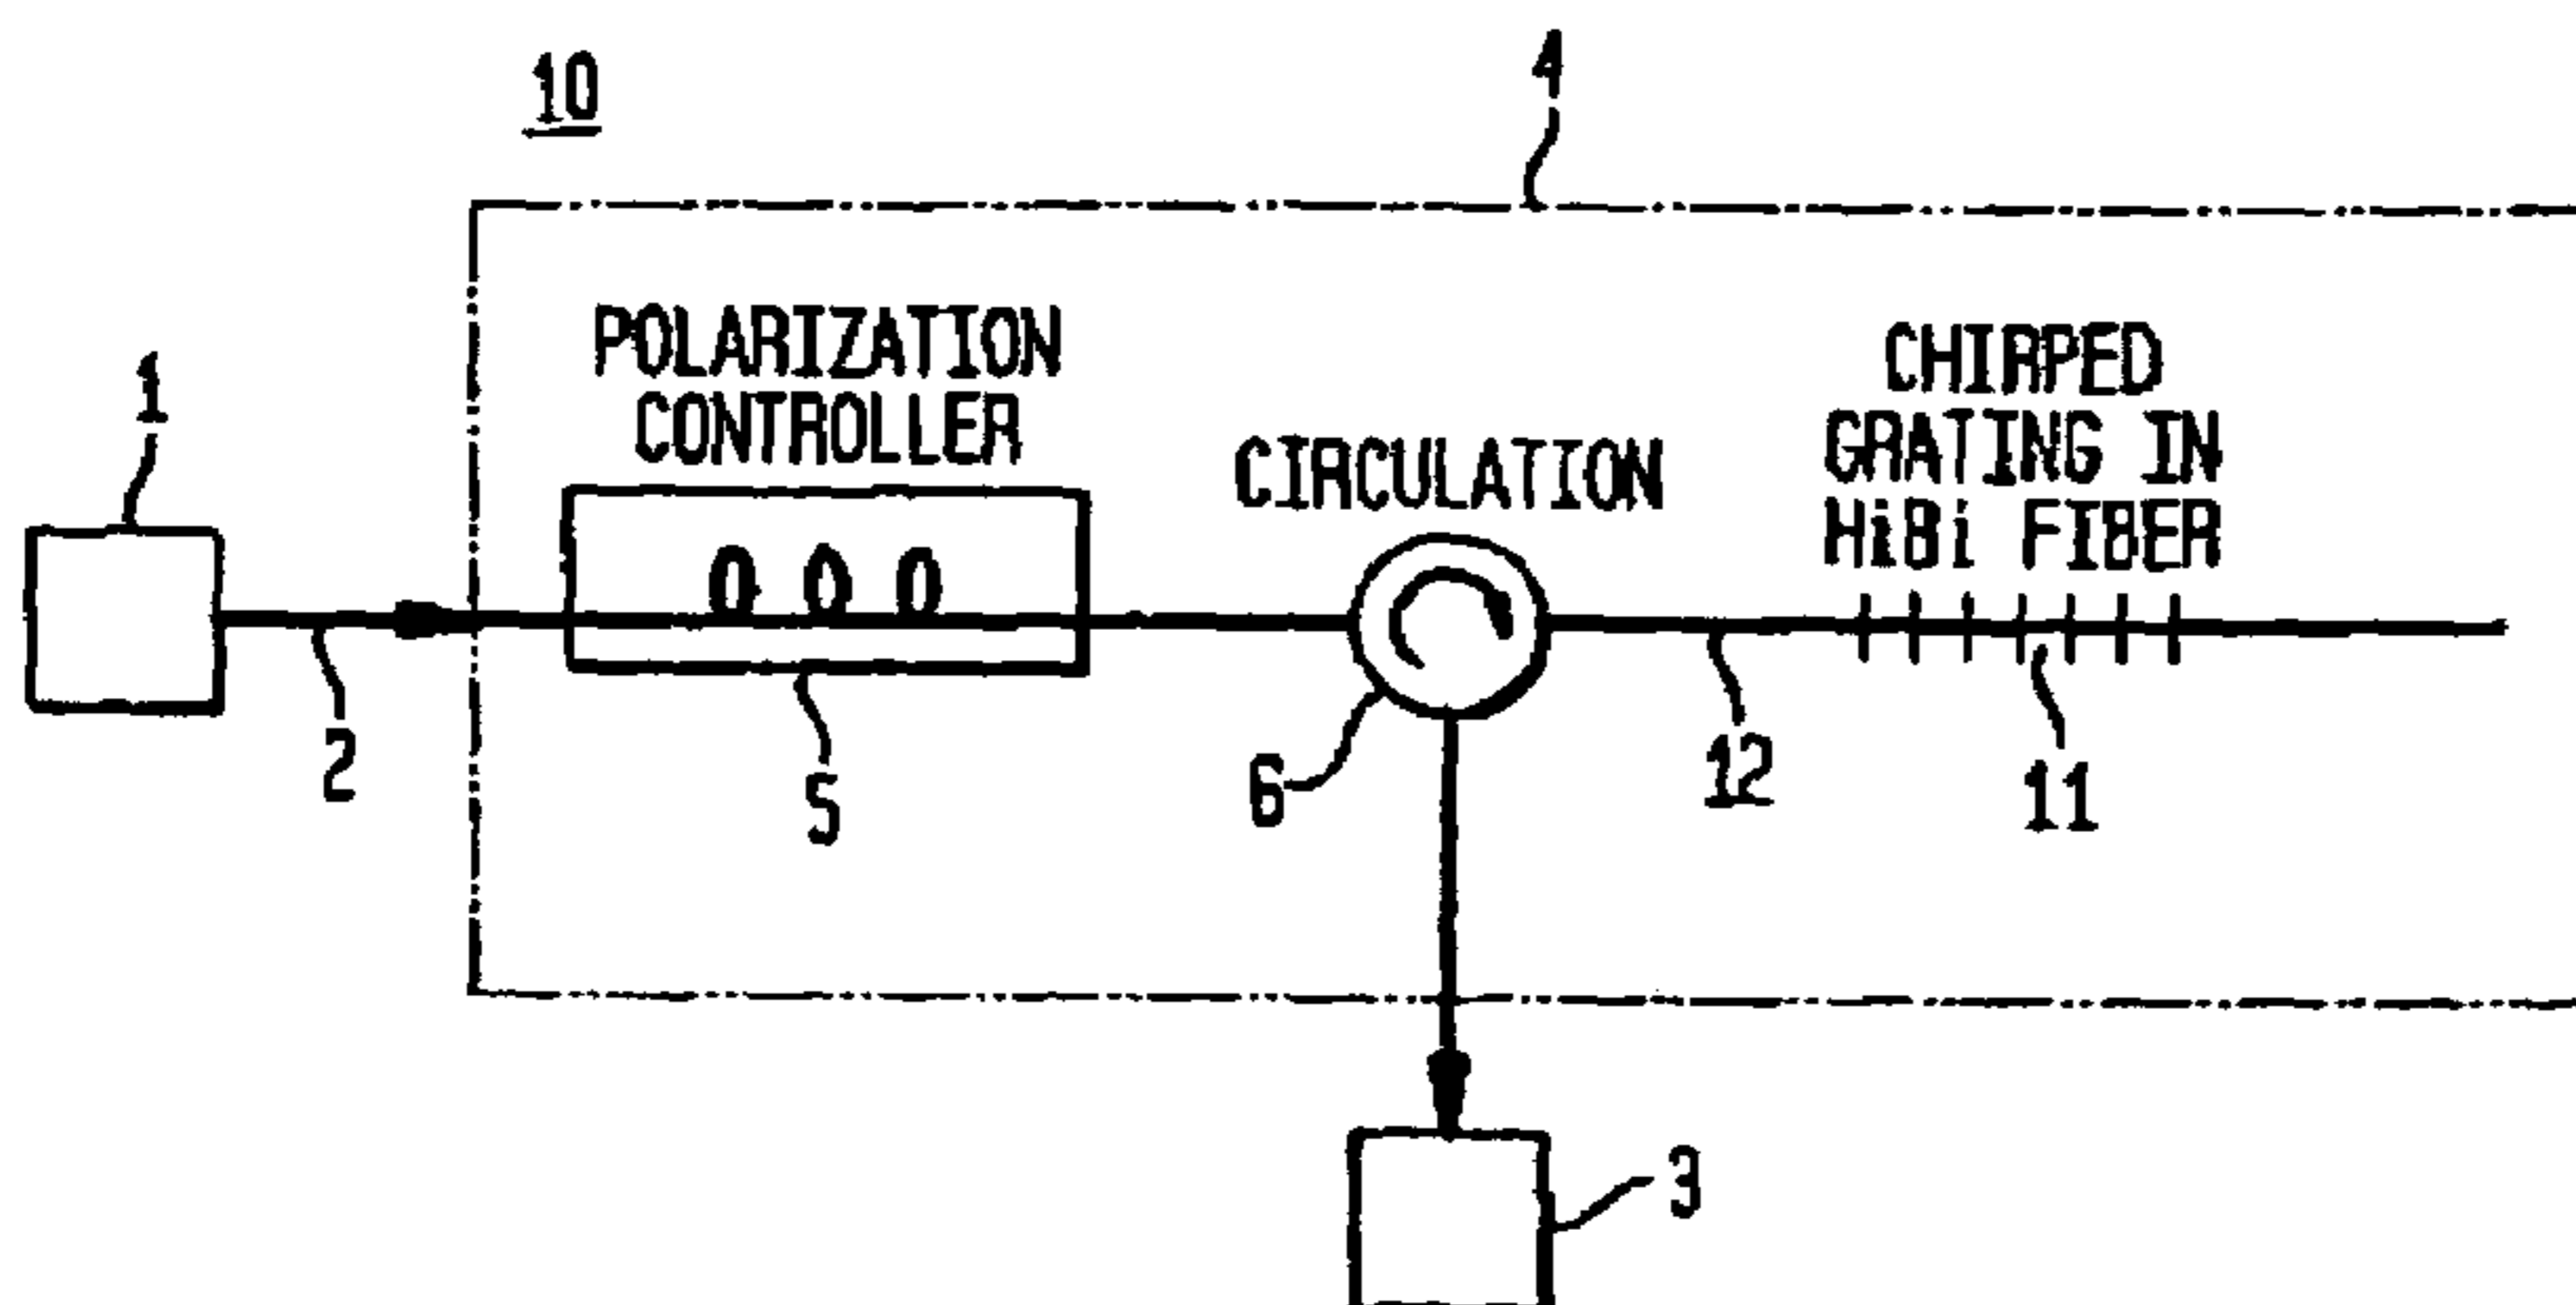 10
4
1
POLARIZATION
CONTROLLER
CIRCULATION
CHIRPED
GRATING IN
HiBi FIBER
2
5
6
12
11
3